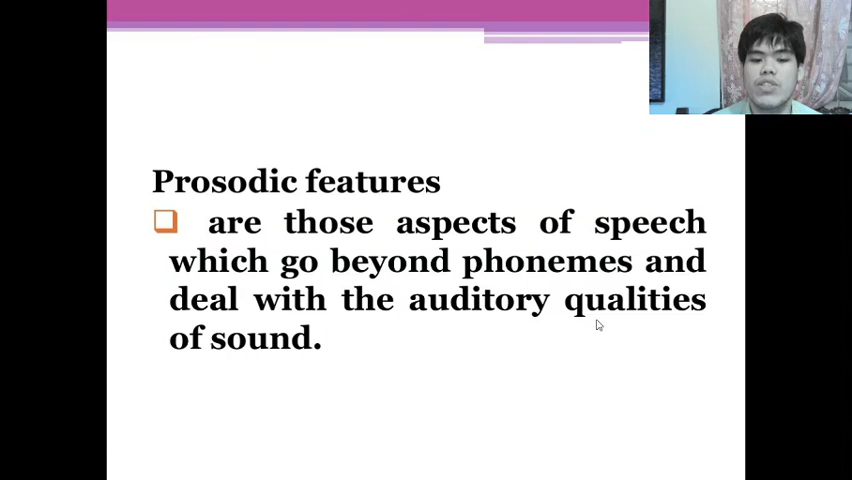 Prosodic features
are those aspects of speech
which go beyond phonemes and
deal with the auditory qualities
of sound.